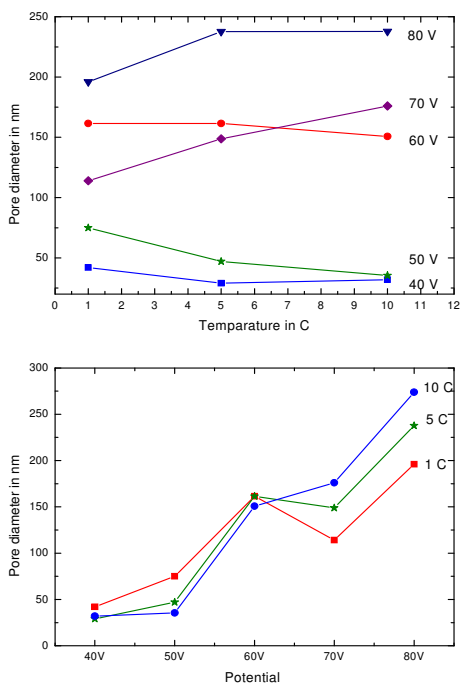 250
200
150
100
50
Pore diameter in nm
80 V
70 V
60 V
50 V
40 V
0 1 2 3 4 5 6 7 8 9 10 11 12
Temparature in C
300
250
200
150
100
50
0
Pore diameter in nm
10 C
5 C
1 C
40V 50V 60V 70V 80V
Potential